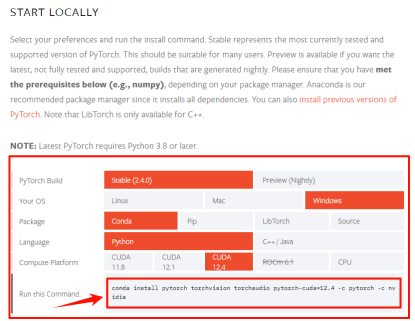 START LOCALLY
Select your preferences and run the install command. Stable represents the most currently tested and
supported version of PyTorch. This should be suitable for many users. Preview is available if you want the
latest, not fully tested and supported, builds that are generated nightly. Please ensure that you have met
the prerequisites below (e.g., numpy), depending on your package manager. Anaconda is our
recommended package manager since it installs all dependencies. You can also install previous versions of
PyTorch. Note that LibTorch is only available for C++.
NOTE: Latest PyTorch requires Python 3.8 or later.
PyTorch Build Stable (2.4.0) Preview (Nightly)
Your OS Linux Mac Windows
Package Conda Pip LibTorch Source
Language Python C++ / Java
Compute Platform CUDA 11.8 CUDA 12.1 CUDA 12.4 ROCm 6.1 CPU
Run this Command: conda install pytorch torchvision torchaudio pytorch-cuda=12.4 -c pytorch -c nv
idia